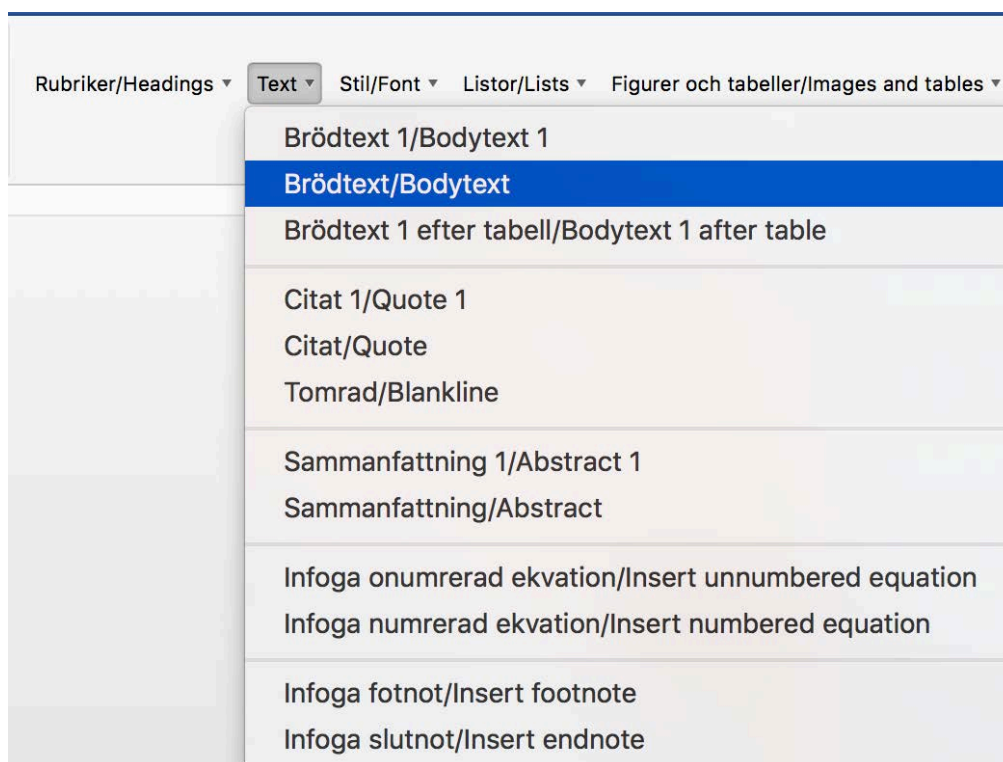 Rubriker/Headings Text Stil/Font Listor/Lists Figurer och tabeller/Images and tables
Brödtext 1/Bodytext 1
Brödtext/Bodytext
Brödtext 1 efter tabell/Bodytext 1 after table
Citat 1/Quote 1
Citat/Quote
Tomrad/Blankline
Sammanfattning 1/Abstract 1
Sammanfattning/Abstract
Infoga onumrerad ekvation/Insert unnumbered equation
Infoga numrerad ekvation/Insert numbered equation
Infoga fotnot/Insert footnote
Infoga slutnot/Insert endnote